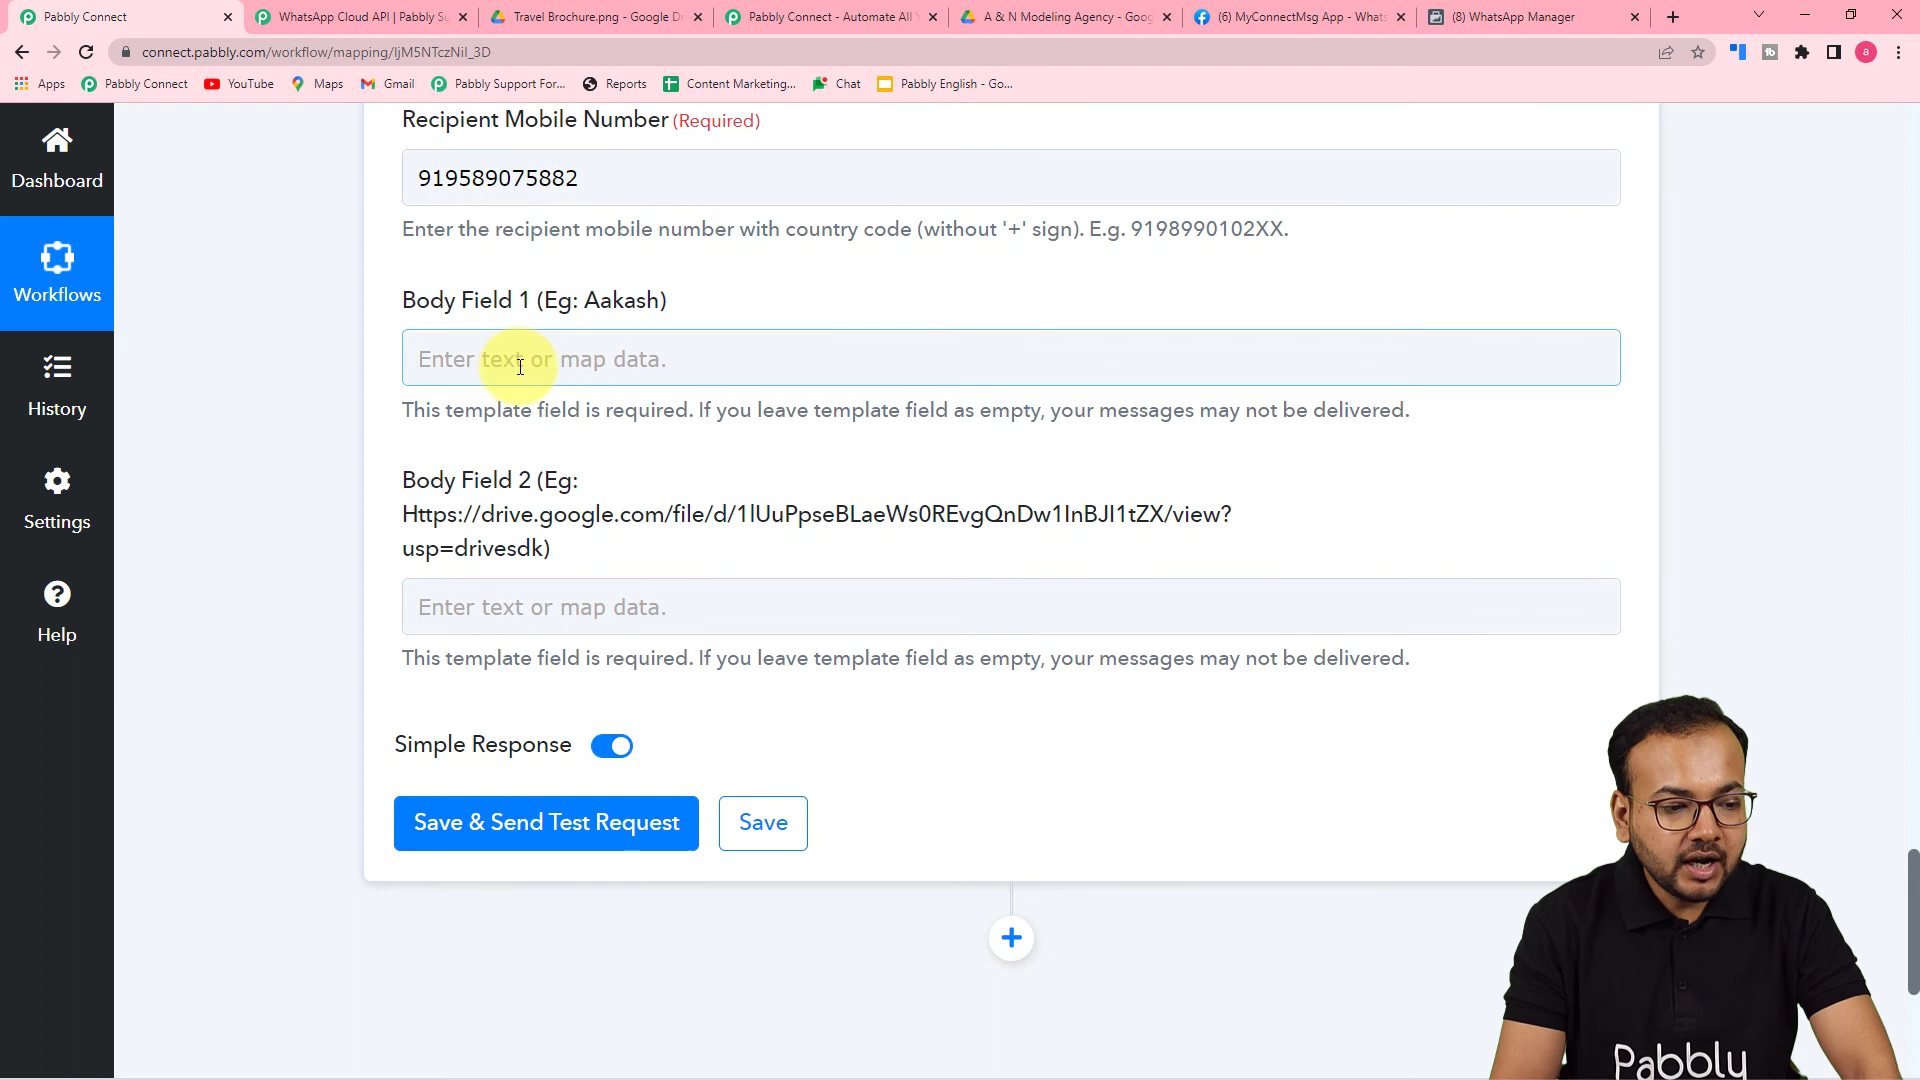 Pabbly Connect
WhatsApp Cloud API | Pabbly Su
Travel Brochure.png - Google Dr
Pabbly Connect - Automate All Y
A & N Modeling Agency - Goog
(6) MyConnectMsg App - Whats
(8) WhatsApp Manager
connect.pabbly.com/workflow/mapping/IjM5NTczNiI_3D
Apps
Pabbly Connect
YouTube
Maps
Gmail
Pabbly Support For...
Reports
Content Marketing...
Chat
Pabbly English - Go...
Dashboard
Workflows
History
Settings
Help
Recipient Mobile Number (Required)
919589075882
Enter the recipient mobile number with country code (without '+' sign). E.g. 9198990102XX.
Body Field 1 (Eg: Aakash)
Enter text or map data.
This template field is required. If you leave template field as empty, your messages may not be delivered.
Body Field 2 (Eg:
Https://drive.google.com/file/d/1lUuPpseBLaeWs0REvgQnDw1InBJI1tZX/view?
usp=drivesdk)
Enter text or map data.
This template field is required. If you leave template field as empty, your messages may not be delivered.
Simple Response
Save & Send Test Request
Save
Pabbly